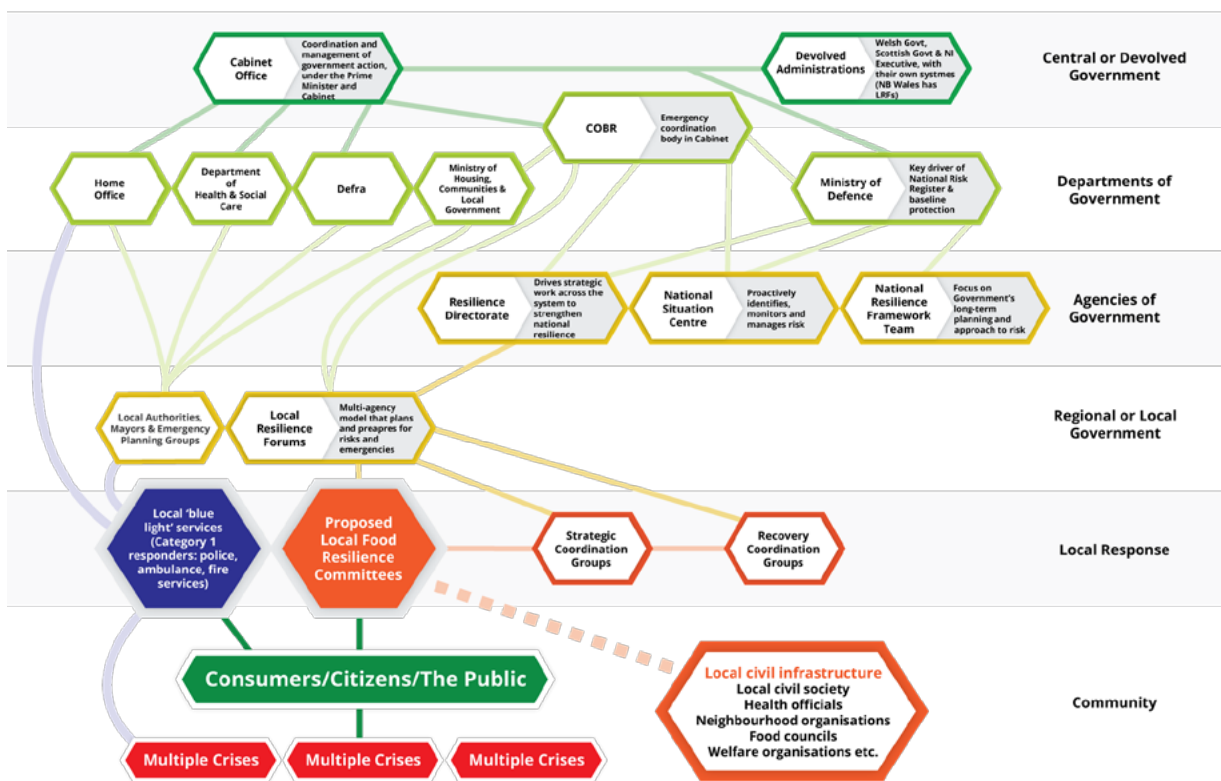 Cabinet
Office
Coordination and
management of
government action,
under the Prime
Minister and
Cabinet
Devolved
Administrations
Welsh Govt,
Scottish Govt & NI
Executive, with
their own systmes
(NB Wales has
LRFs)
Central or Devolved
Government
COBR
Emergency
coordination
body in Cabinet
Home
Office
Department
of
Health & Social
Care
Defra
Ministry of
Housing,
Communities &
Local
Government
Ministry of
Defence
Key driver of
National Risk
Register &
baseline
protection
Departments of
Government
Resilience
Directorate
Drives strategic
work across the
system to
strengthen
national
resilience
National
Situation
Centre
Proactively
identifies,
monitors and
manages risk
National
Resilience
Framework
Team
Focus on
Government's
long-term
planning and
approach to risk
Agencies of
Government
Local Authorities,
Mayors & Emergency
Planning Groups
Local
Resilience
Forums
Multi-agency
model that plans
and preapres for
risks and
emergencies
Regional or Local
Government
Local 'blue
light' services
(Category 1
responders: police,
ambulance, fire
services)
Proposed
Local Food
Resilience
Committees
Strategic
Coordination
Groups
Recovery
Coordination
Groups
Local Response
Consumers/Citizens/The Public
Local civil infrastructure
Local civil society
Health officials
Neighbourhood organisations
Food councils
Welfare organisations etc.
Community
Multiple Crises
Multiple Crises
Multiple Crises